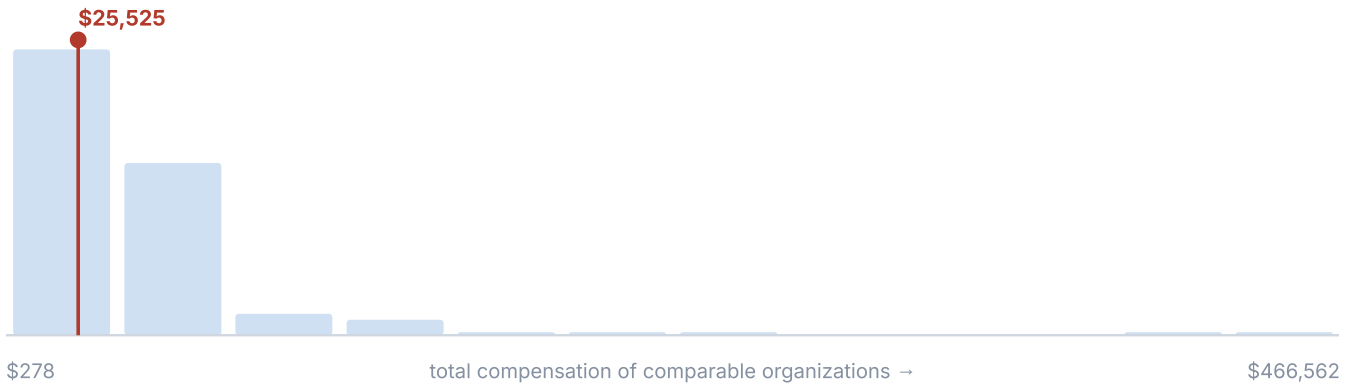 $25,525
$278
total compensation of comparable organizations →
$466,562